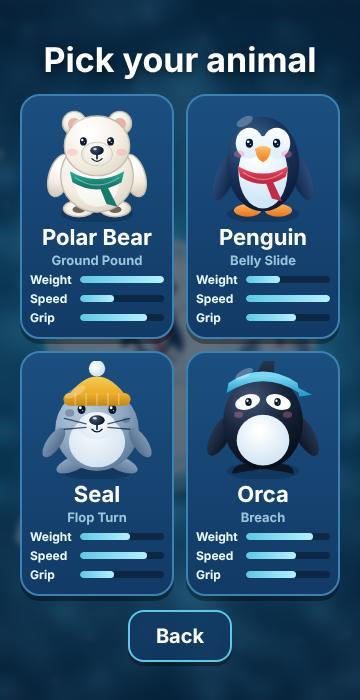 Pick your animal
Polar Bear
Ground Pound
Weight
Speed
Grip
Penguin
Belly Slide
Weight
Speed
Grip
Seal
Flop Turn
Weight
Speed
Grip
Orca
Breach
Weight
Speed
Grip
Back